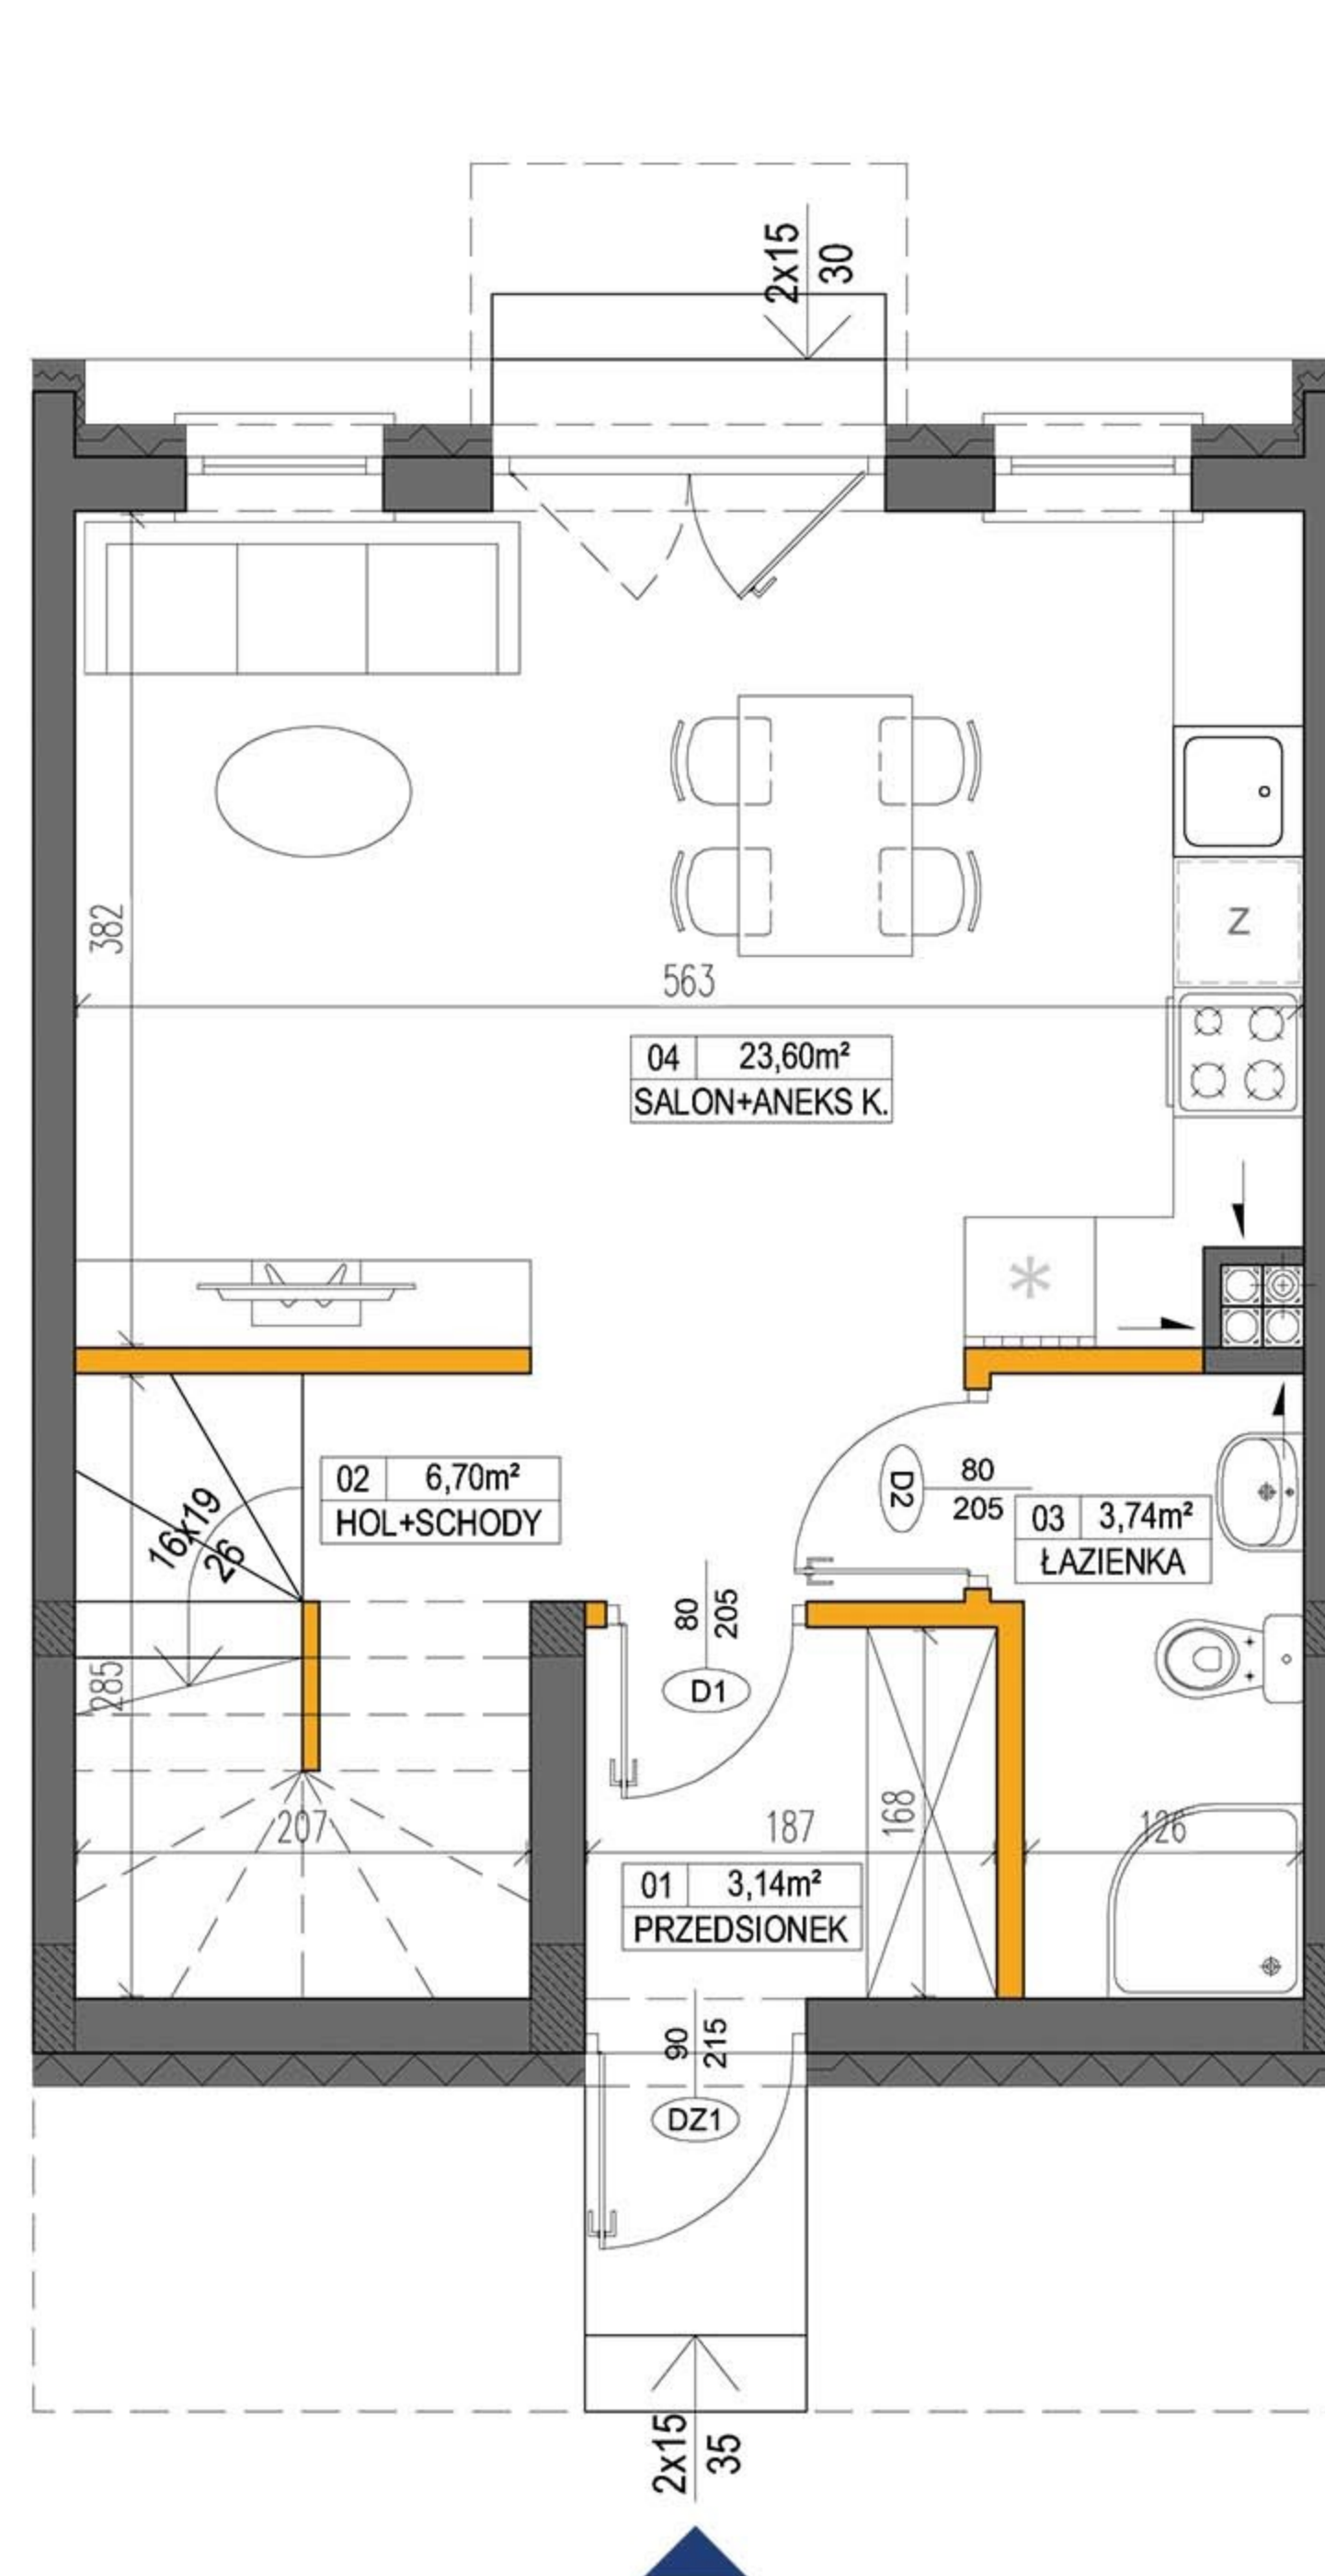 2x15
30
382
563
04 23,60m²
SALON+ANEKS K.
Z
*
02 6,70m²
HOL+SCHODY
16x19
26
D2
80
205
03 3,74m²
ŁAZIENKA
80
205
D1
285
207
187
168
126
01 3,14m²
PRZEDSIONEK
90
215
DZ1
2x15
35